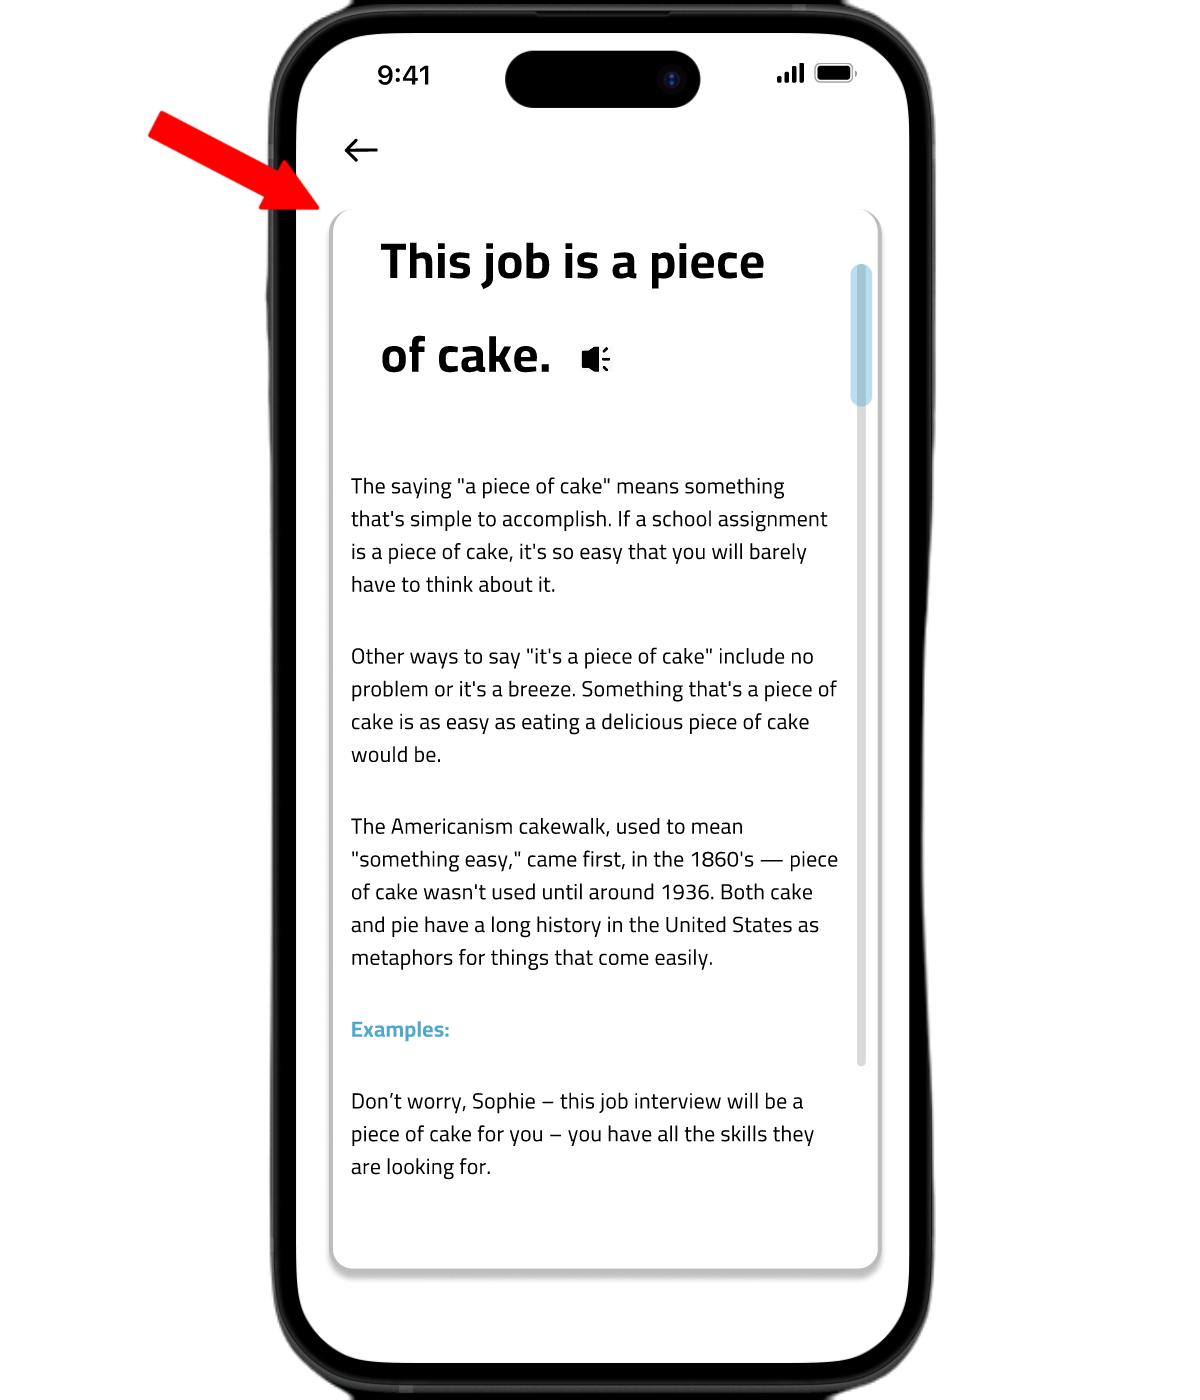 9:41
This job is a piece
of cake.
The saying "a piece of cake" means something
that's simple to accomplish. If a school assignment
is a piece of cake, it's so easy that you will barely
have to think about it.
Other ways to say "it's a piece of cake" include no
problem or it's a breeze. Something that's a piece of
cake is as easy as eating a delicious piece of cake
would be.
The Americanism cakewalk, used to mean
"something easy," came first, in the 1860's — piece
of cake wasn't used until around 1936. Both cake
and pie have a long history in the United States as
metaphors for things that come easily.
Examples:
Don’t worry, Sophie – this job interview will be a
piece of cake for you – you have all the skills they
are looking for.